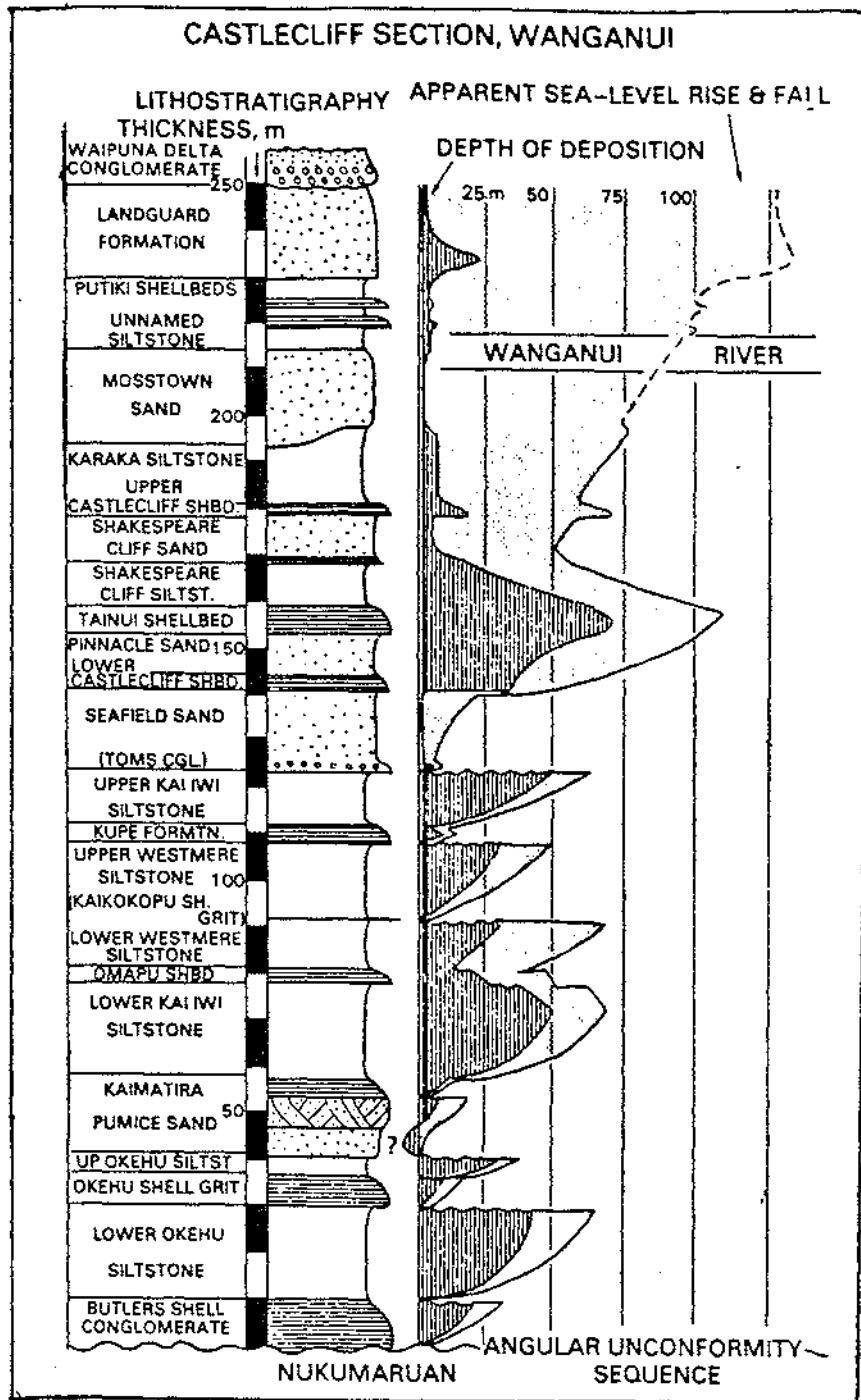 CASTLECLIFF SECTION, WANGANUI
LITHOSTRATIGRAPHY
THICKNESS, m
APPARENT SEA-LEVEL RISE & FALL
DEPTH OF DEPOSITION
25 m 50 75 100
WAIPUNA DELTA
CONGLOMERATE
250
LANDGUARD
FORMATION
PUTIKI SHELLBEDS
UNNAMED
SILTSTONE
WANGANUI RIVER
MOSSTOWN
SAND
200
KARAKA SILTSTONE
UPPER
CASTLECLIFF SHBD.
SHAKESPEARE
CLIFF SAND
SHAKESPEARE
CLIFF SILTST.
TAINUI SHELLBED
PINNACLE SAND
150
LOWER
CASTLECLIFF SHBD.
SEAFIELD SAND
(TOMS CGL.)
UPPER KAI IWI
SILTSTONE
KUPE FORMTN.
UPPER WESTMERE
SILTSTONE
100
(KAIKOKOPU SH.
GRIT)
LOWER WESTMERE
SILTSTONE
OMAPU SHBD
LOWER KAI IWI
SILTSTONE
KAIMATIRA
50
PUMICE SAND
?
UP OKEHU SILTST
OKEHU SHELL GRIT
LOWER OKEHU
SILTSTONE
BUTLERS SHELL
CONGLOMERATE
ANGULAR UNCONFORMITY
NUKUMARUAN SEQUENCE